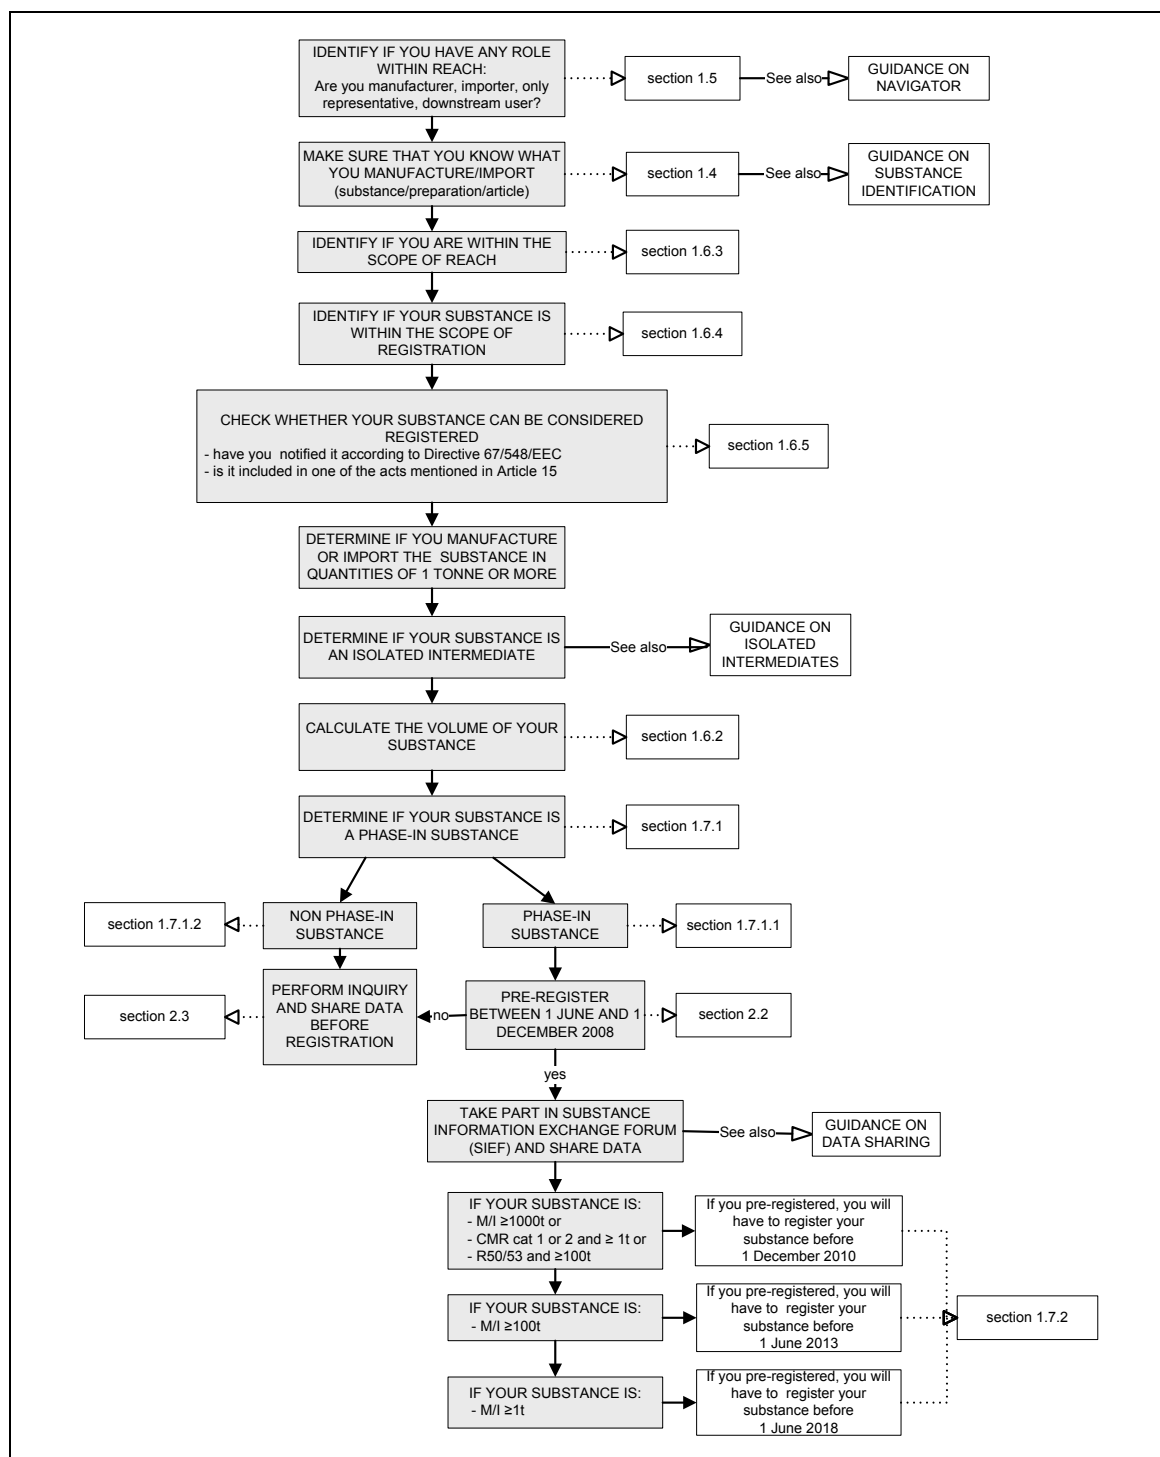 IDENTIFY IF YOU HAVE ANY ROLE
WITHIN REACH:
Are you manufacturer, importer, only
representative, downstream user?
section 1.5
See also
GUIDANCE ON
NAVIGATOR
MAKE SURE THAT YOU KNOW WHAT
YOU MANUFACTURE/IMPORT
(substance/preparation/article)
section 1.4
See also
GUIDANCE ON
SUBSTANCE
IDENTIFICATION
IDENTIFY IF YOU ARE WITHIN THE
SCOPE OF REACH
section 1.6.3
IDENTIFY IF YOUR SUBSTANCE IS
WITHIN THE SCOPE OF
REGISTRATION
section 1.6.4
CHECK WHETHER YOUR SUBSTANCE CAN BE CONSIDERED
REGISTERED
- have you notified it according to Directive 67/548/EEC
- is it included in one of the acts mentioned in Article 15
section 1.6.5
DETERMINE IF YOU MANUFACTURE
OR IMPORT THE SUBSTANCE IN
QUANTITIES OF 1 TONNE OR MORE
DETERMINE IF YOUR SUBSTANCE IS
AN ISOLATED INTERMEDIATE
See also
GUIDANCE ON
ISOLATED
INTERMEDIATES
CALCULATE THE VOLUME OF YOUR
SUBSTANCE
section 1.6.2
DETERMINE IF YOUR SUBSTANCE IS
A PHASE-IN SUBSTANCE
section 1.7.1
section 1.7.1.2
NON PHASE-IN
SUBSTANCE
PHASE-IN
SUBSTANCE
section 1.7.1.1
section 2.3
PERFORM INQUIRY
AND SHARE DATA
BEFORE
REGISTRATION
no
PRE-REGISTER
BETWEEN 1 JUNE AND 1
DECEMBER 2008
section 2.2
yes
TAKE PART IN SUBSTANCE
INFORMATION EXCHANGE FORUM
(SIEF) AND SHARE DATA
See also
GUIDANCE ON
DATA SHARING
IF YOUR SUBSTANCE IS:
- M/I ≥1000t or
- CMR cat 1 or 2 and ≥ 1t or
- R50/53 and ≥100t
If you pre-registered, you will
have to register your
substance before
1 December 2010
IF YOUR SUBSTANCE IS:
- M/I ≥100t
If you pre-registered, you will
have to register your
substance before
1 June 2013
section 1.7.2
IF YOUR SUBSTANCE IS:
- M/I ≥1t
If you pre-registered, you will
have to register your
substance before
1 June 2018